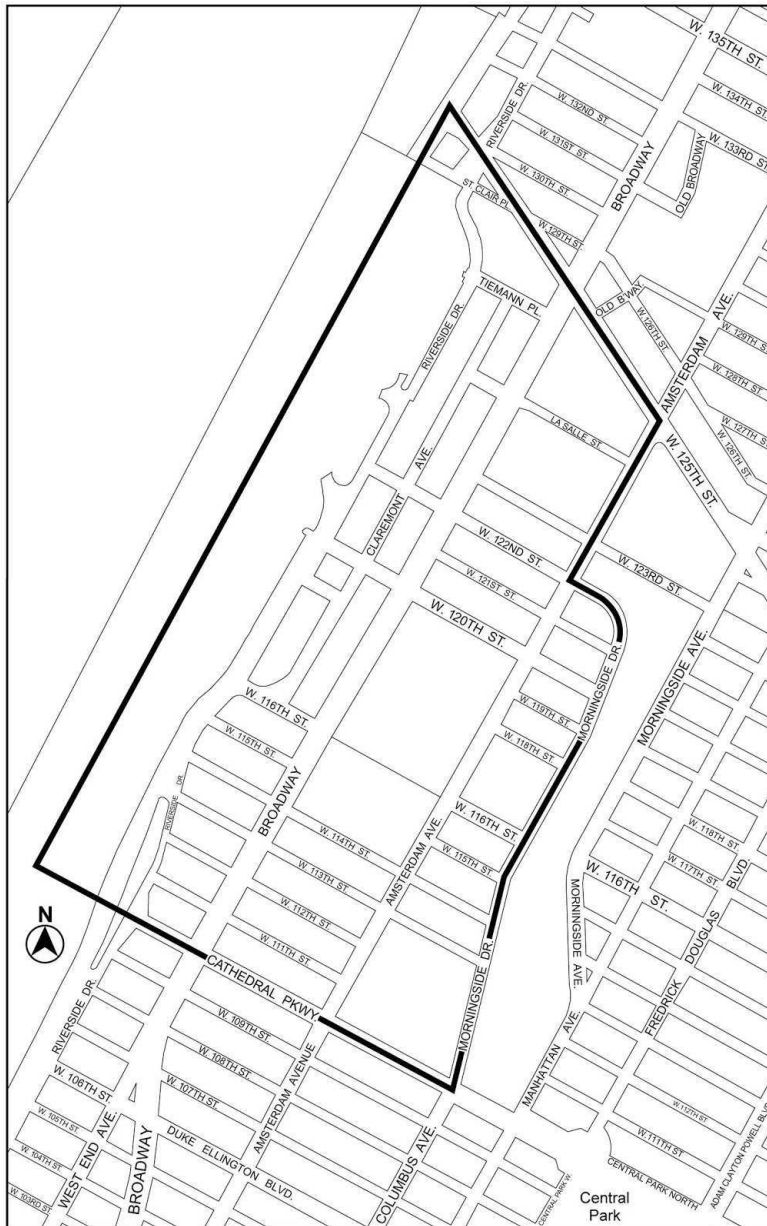 W. 135TH ST.
W. 134TH ST.
W. 133RD ST.
OLD BROADWAY
BROADWAY
RIVERSIDE DR.
W. 132ND ST.
W. 131ST ST.
W. 130TH ST.
ST. CLAIR PL.
W. 129TH ST.
TIEMANN PL.
OLD B'WAY
W. 126TH ST.
AMSTERDAM AVE.
W. 129TH ST.
W. 128TH ST.
W. 127TH ST.
W. 126TH ST.
W. 125TH ST.
RIVERSIDE DR.
LA SALLE ST.
CLAREMONT AVE.
W. 123RD ST.
W. 122ND ST.
W. 121ST ST.
W. 120TH ST.
MORNINGSIDE DR.
MORNINGSIDE AVE.
W. 119TH ST.
W. 118TH ST.
W. 116TH ST.
W. 115TH ST.
BROADWAY
RIVERSIDE DR.
W. 116TH ST.
W. 115TH ST.
AMSTERDAM AVE.
W. 114TH ST.
W. 113TH ST.
W. 112TH ST.
W. 111TH ST.
W. 118TH ST.
W. 117TH ST.
W. 116TH ST.
FREDRICK DOUGLAS BLVD.
MORNINGSIDE AVE.
N
CATHEDRAL PKWY
MORNINGSIDE DR.
MANHATTAN AVE.
RIVERSIDE DR.
W. 109TH ST.
W. 108TH ST.
W. 107TH ST.
AMSTERDAM AVENUE
W. 106TH ST.
W. 105TH ST.
W. 104TH ST.
W. 103RD ST.
WEST END AVE.
BROADWAY
DUKE ELLINGTON BLVD.
COLUMBUS AVE.
W. 112TH ST.
W. 111TH ST.
CENTRAL PARK NORTH
CENTRAL PARK W.
ADAM CLAYTON POWELL BLVD.
Central
Park